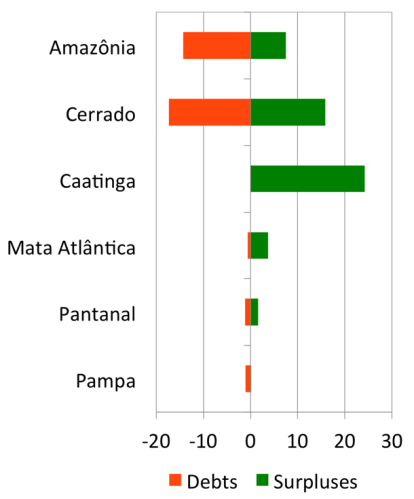 Amazônia
Cerrado
Caatinga
Mata Atlântica
Pantanal
Pampa
-20 -10 0 10 20 30
Debts Surpluses